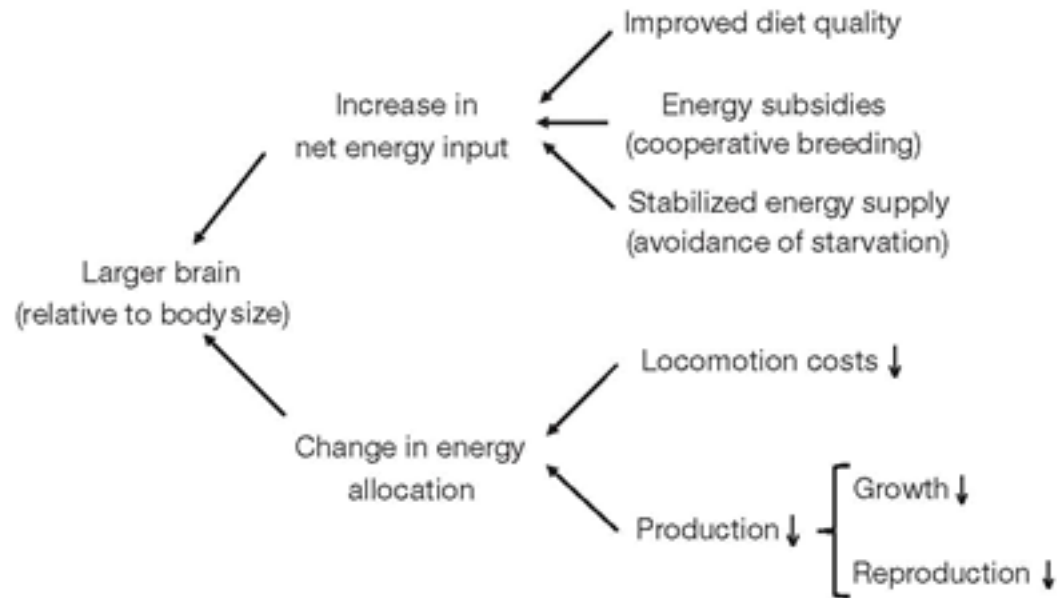 Improved diet quality
Increase in
net energy input
Energy subsidies
(cooperative breeding)
Stabilized energy supply
(avoidance of starvation)
Larger brain
(relative to body size)
Locomotion costs ↓
Change in energy
allocation
Production ↓
Growth ↓
Reproduction ↓